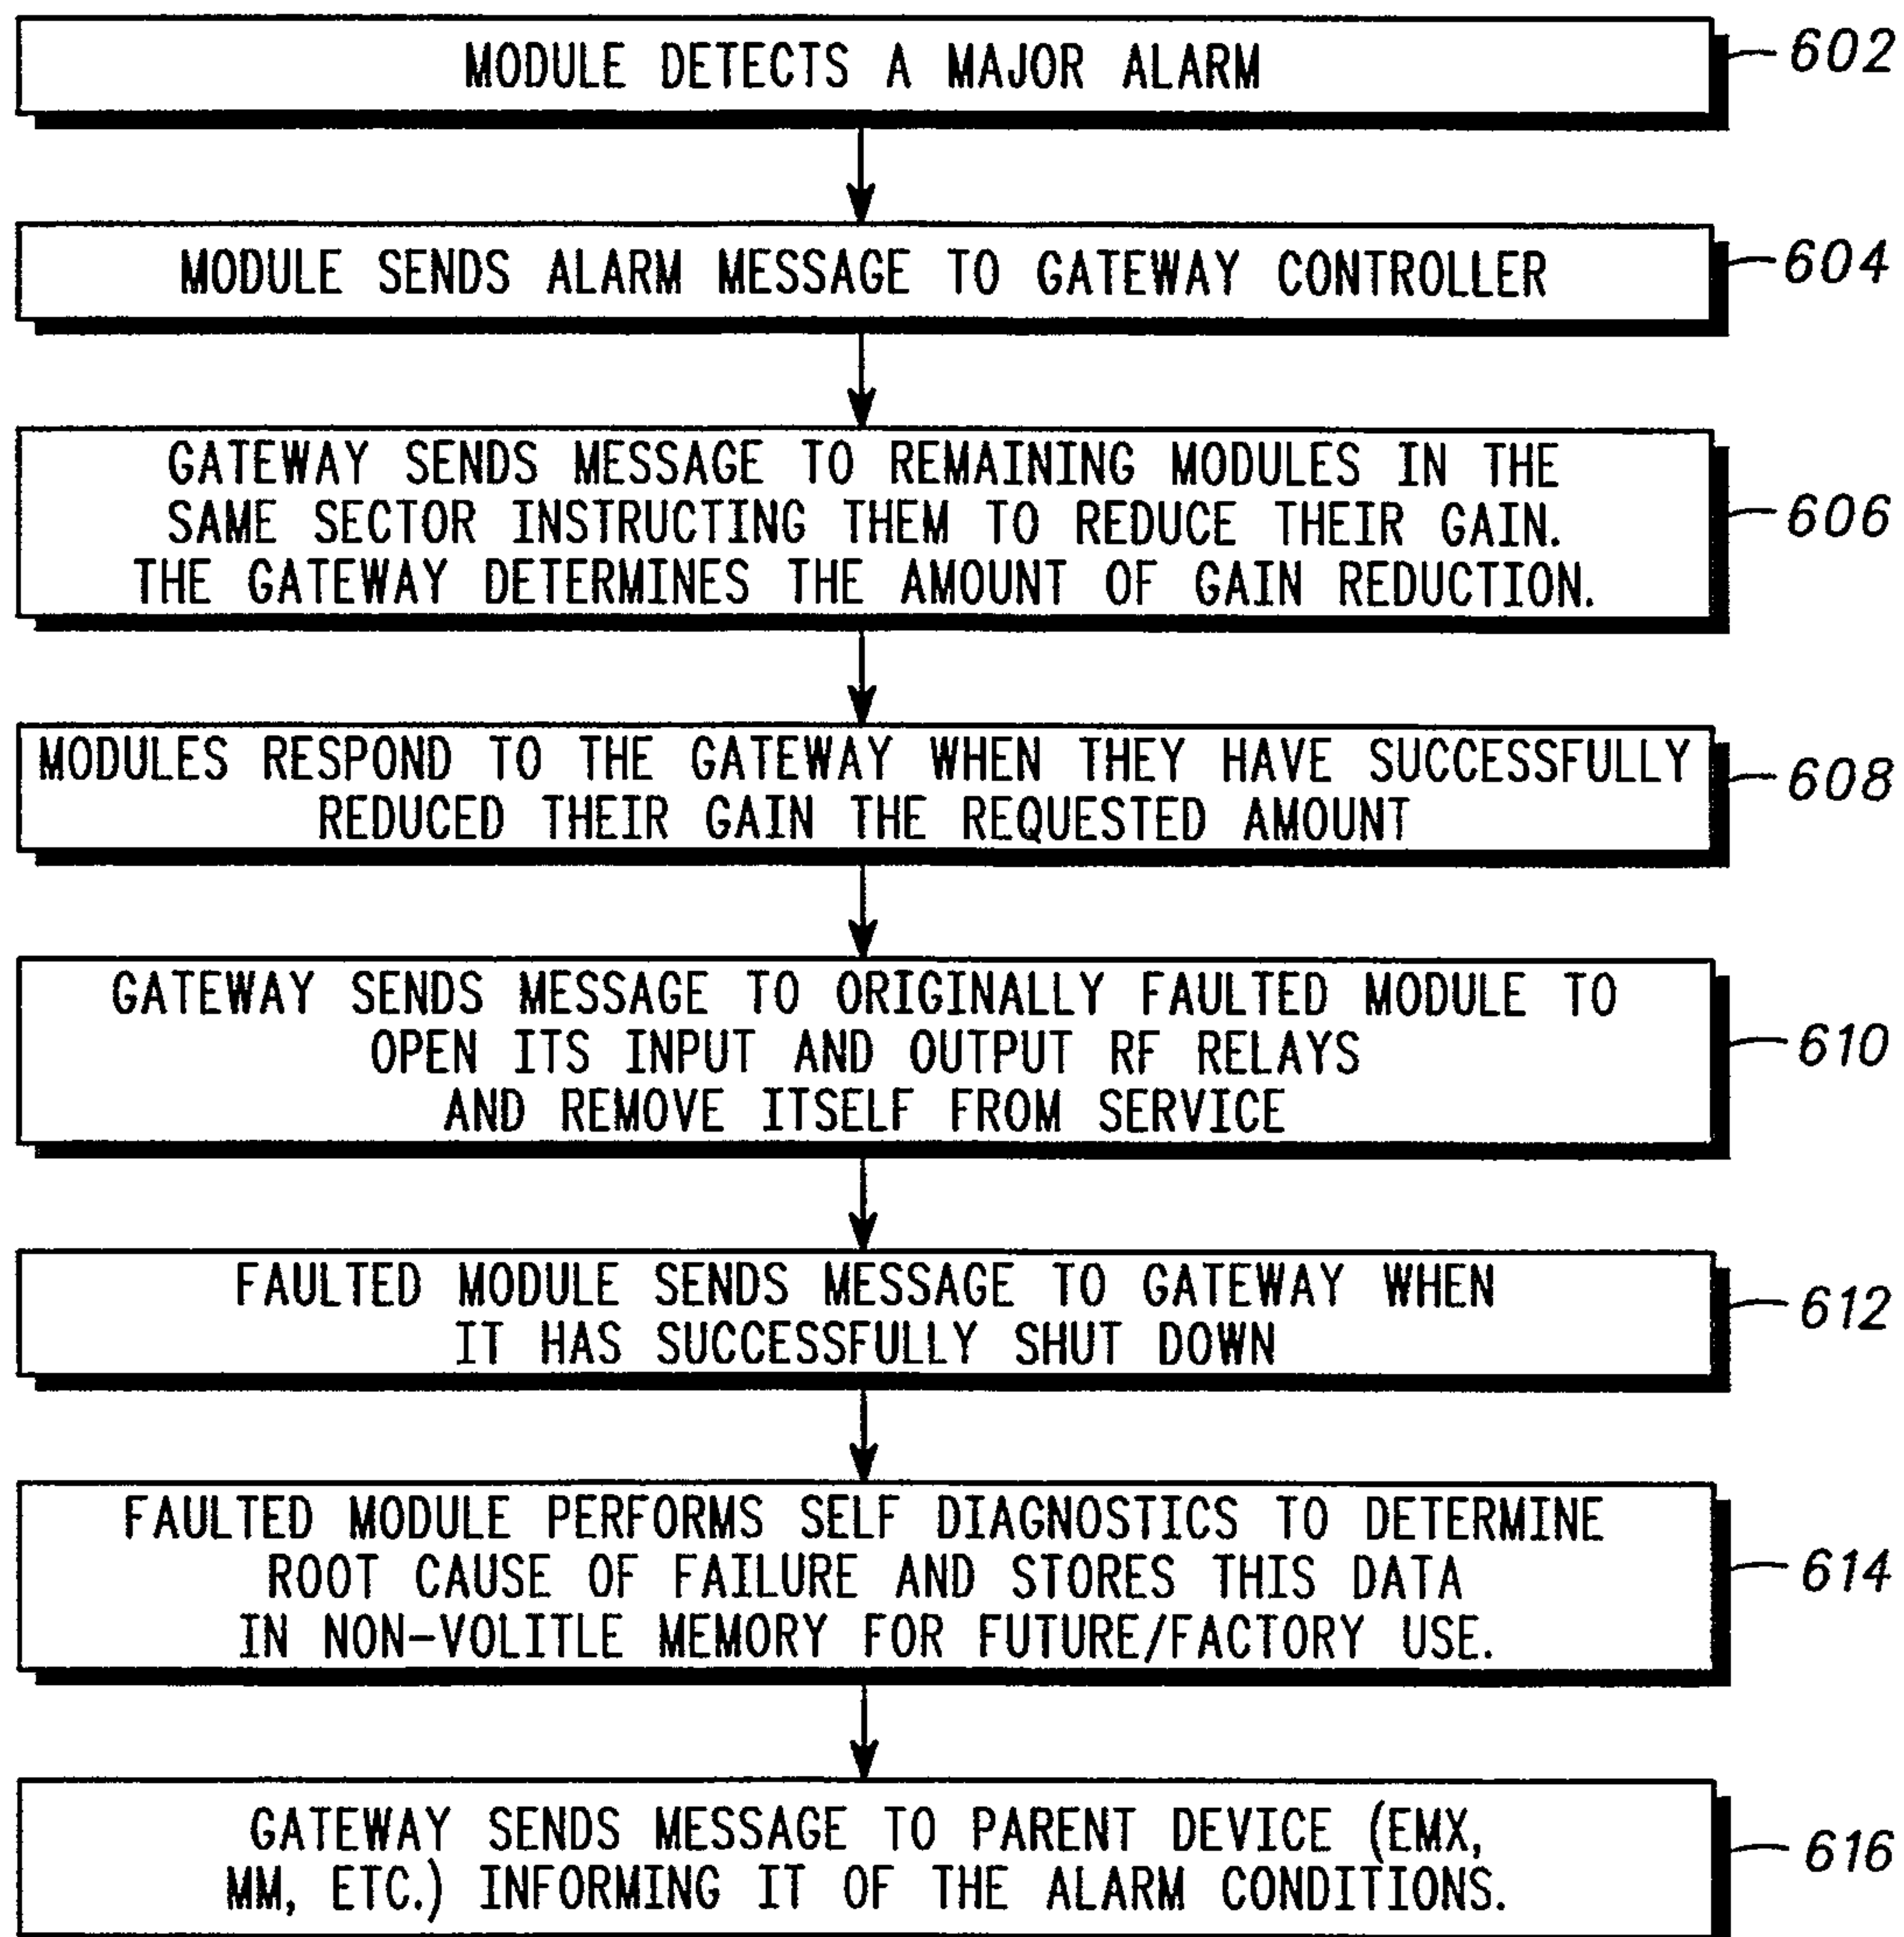 MODULE DETECTS A MAJOR ALARM
602
MODULE SENDS ALARM MESSAGE TO GATEWAY CONTROLLER
604
GATEWAY SENDS MESSAGE TO REMAINING MODULES IN THE
SAME SECTOR INSTRUCTING THEM TO REDUCE THEIR GAIN.
THE GATEWAY DETERMINES THE AMOUNT OF GAIN REDUCTION.
606
MODULES RESPOND TO THE GATEWAY WHEN THEY HAVE SUCCESSFULLY
REDUCED THEIR GAIN THE REQUESTED AMOUNT
608
GATEWAY SENDS MESSAGE TO ORIGINALLY FAULTED MODULE TO
OPEN ITS INPUT AND OUTPUT RF RELAYS
AND REMOVE ITSELF FROM SERVICE
610
FAULTED MODULE SENDS MESSAGE TO GATEWAY WHEN
IT HAS SUCCESSFULLY SHUT DOWN
612
FAULTED MODULE PERFORMS SELF DIAGNOSTICS TO DETERMINE
ROOT CAUSE OF FAILURE AND STORES THIS DATA
IN NON-VOLITLE MEMORY FOR FUTURE/FACTORY USE.
614
GATEWAY SENDS MESSAGE TO PARENT DEVICE (EMX,
MM, ETC.) INFORMING IT OF THE ALARM CONDITIONS.
616